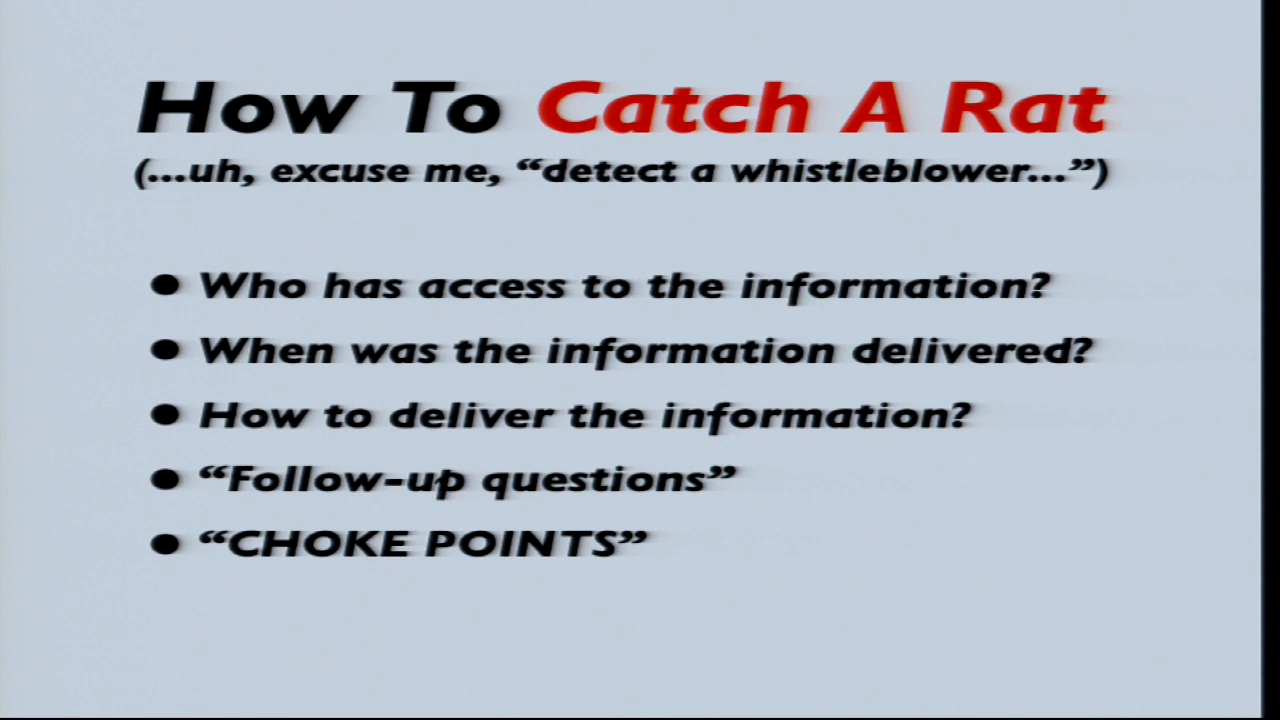 How To Catch A Rat
(...uh, excuse me, “detect a whistleblower...”)
● Who has access to the information?
● When was the information delivered?
● How to deliver the information?
● “Follow-up questions”
● “CHOKE POINTS”